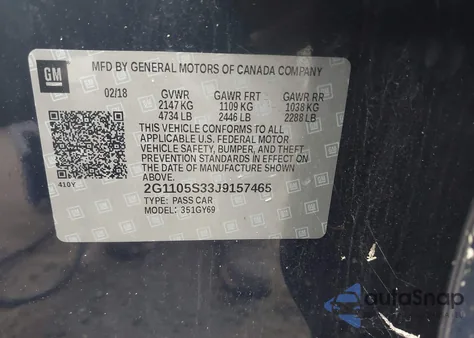 GM
MFD BY GENERAL MOTORS OF CANADA COMPANY
02/18 GVWR GAWR FRT GAWR RR
2147 KG 1109 KG 1038 KG
4734 LB 2446 LB 2288 LB
THIS VEHICLE CONFORMS TO ALL
APPLICABLE U.S. FEDERAL MOTOR
VEHICLE SAFETY, BUMPER, AND THEFT
PREVENTION STANDARDS IN EFFECT ON
THE DATE OF MANUFACTURE SHOWN
ABOVE.
410Y
2G1105S33J9157465
TYPE: PASS CAR
MODEL: 351GY69
autoSnap